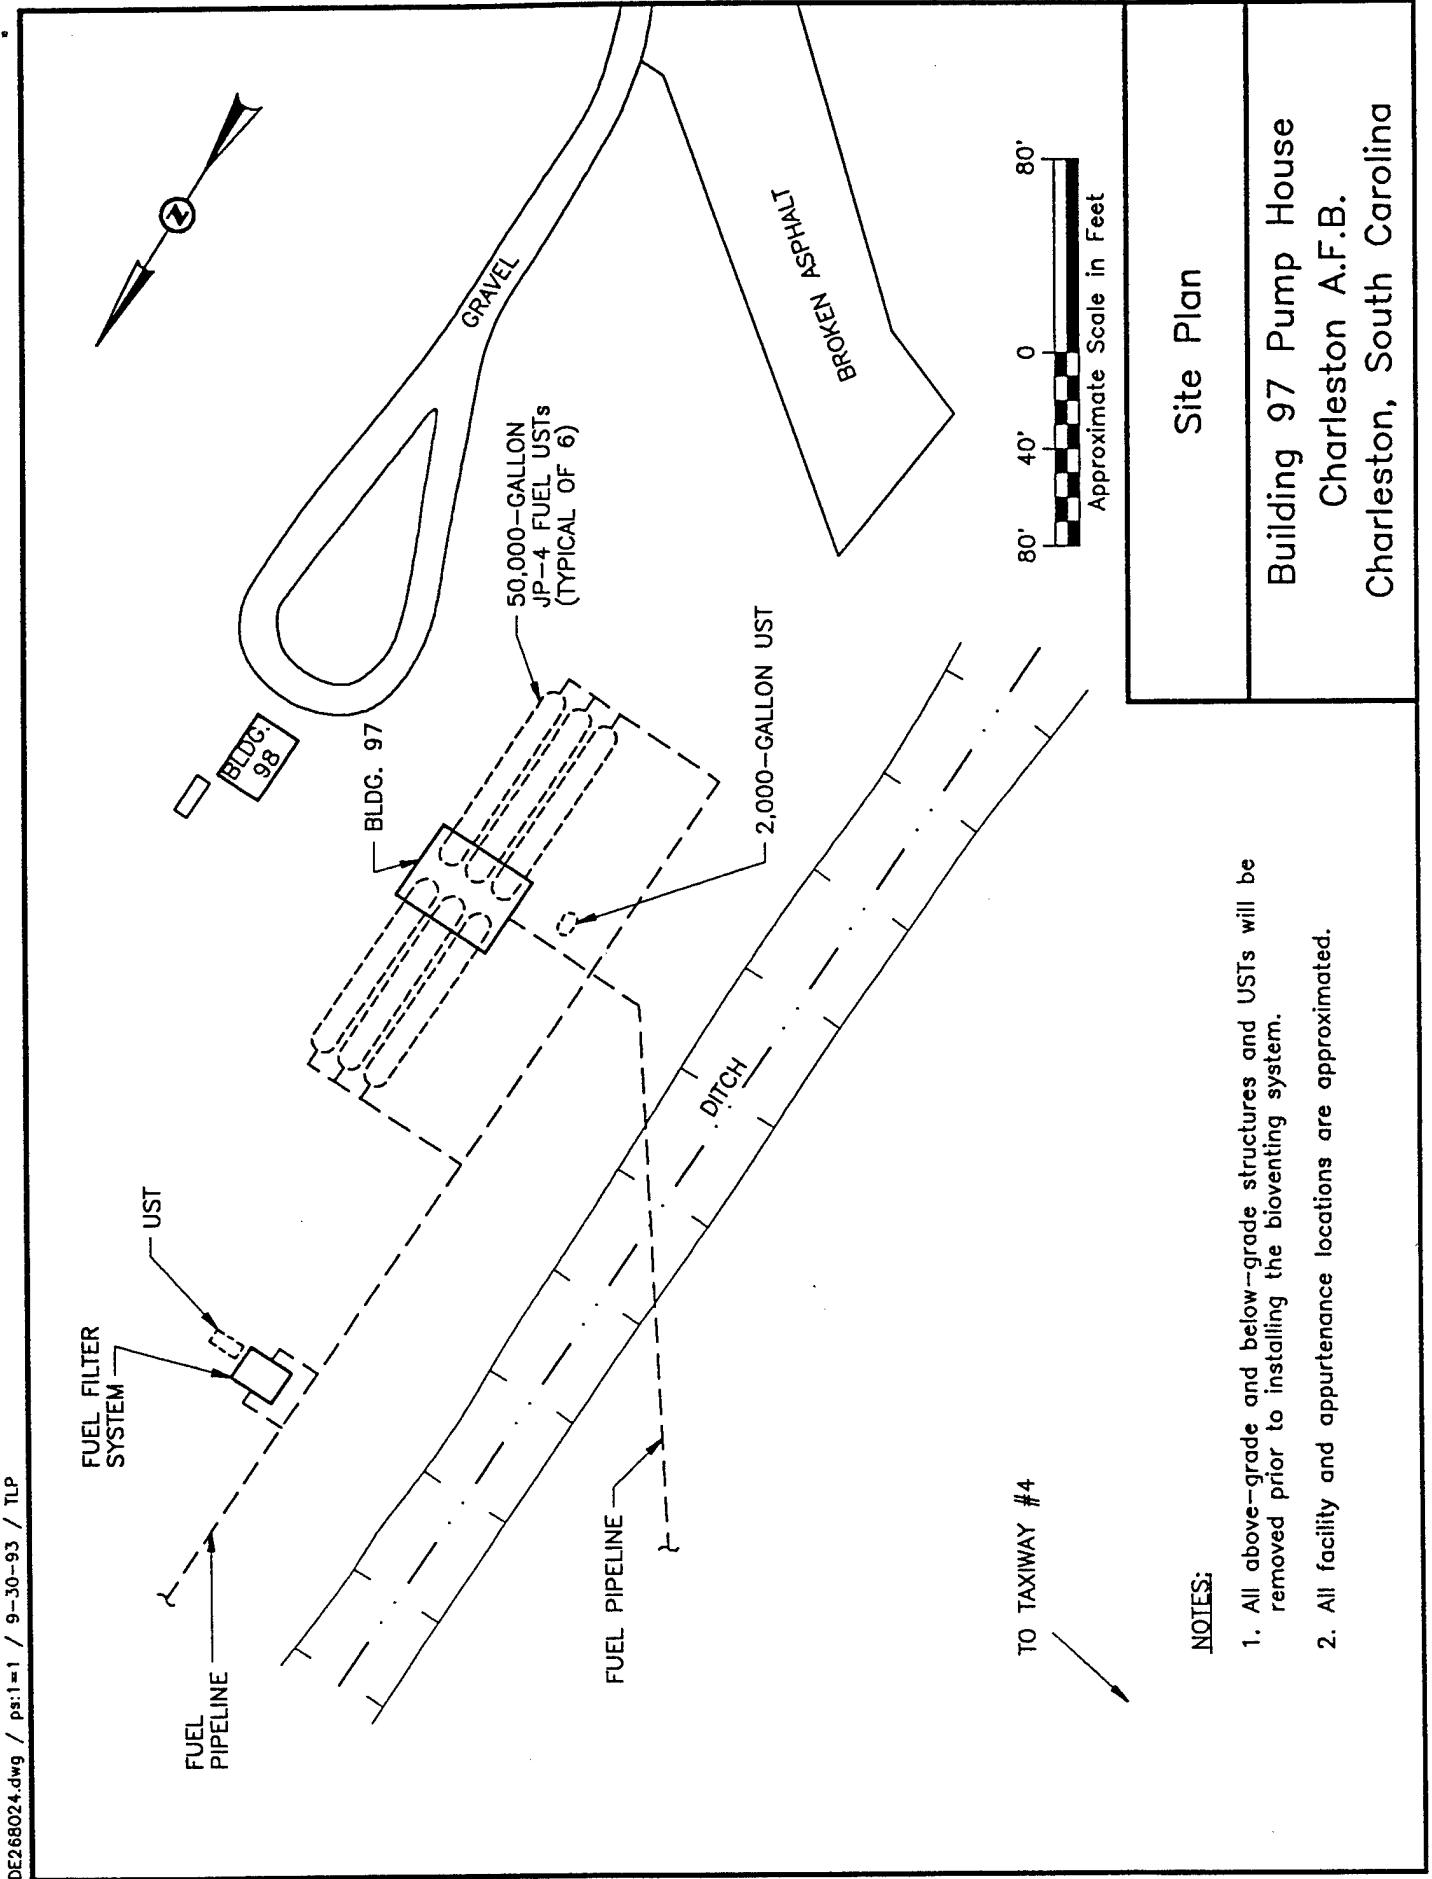 DE268024.dwg / ps:1=1 / 9-30-93 / TLP
N
FUEL
PIPELINE
FUEL FILTER
SYSTEM
UST
BLDG.
98
BLDG. 97
GRAVEL
50,000-GALLON
JP-4 FUEL USTs
(TYPICAL OF 6)
2,000-GALLON UST
BROKEN ASPHALT
DITCH
FUEL PIPELINE
TO TAXIWAY #4
80' 40' 0 80'
Approximate Scale in Feet
NOTES:
1. All above-grade and below-grade structures and USTs will be
removed prior to installing the bioventing system.
2. All facility and appurtenance locations are approximated.
Site Plan
Building 97 Pump House
Charleston A.F.B.
Charleston, South Carolina